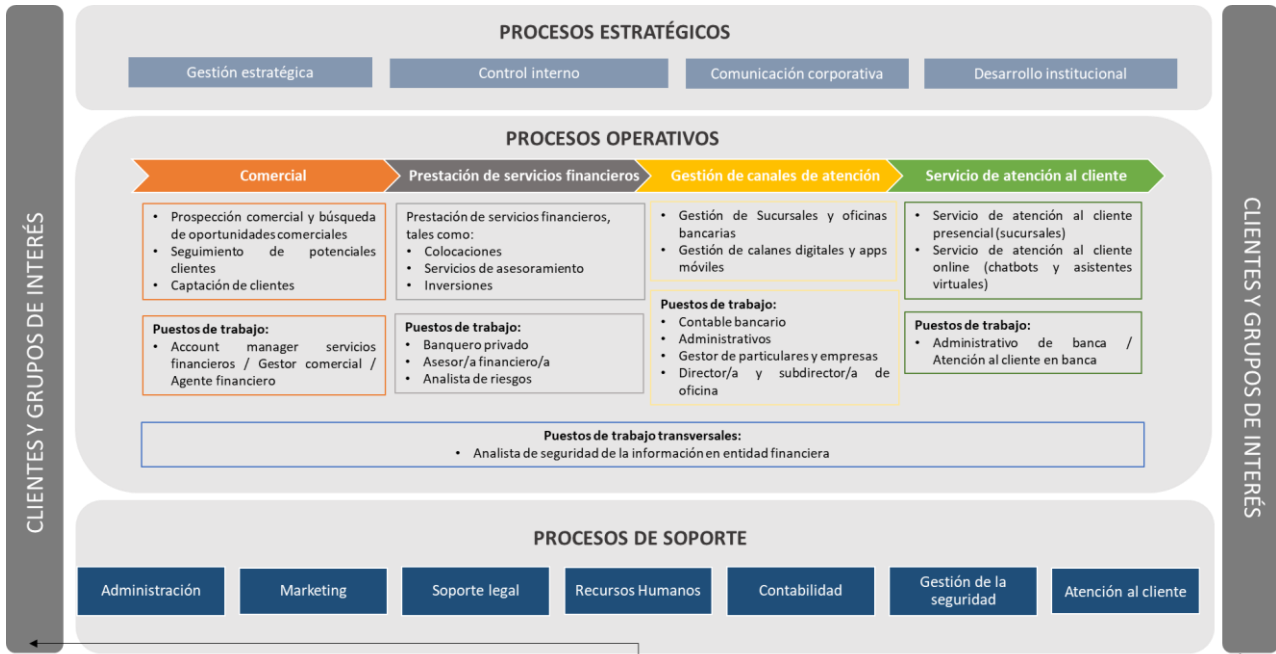 CLIENTES Y GRUPOS DE INTERÉS
PROCESOS ESTRATÉGICOS
Gestión estratégica
Control interno
Comunicación corporativa
Desarrollo institucional
PROCESOS OPERATIVOS
Comercial
Prestación de servicios financieros
Gestión de canales de atención
Servicio de atención al cliente
• Prospección comercial y búsqueda
de oportunidades comerciales
• Seguimiento de potenciales
clientes
• Captación de clientes
Prestación de servicios financieros,
tales como:
• Colocaciones
• Servicios de asesoramiento
• Inversiones
• Gestión de Sucursales y oficinas
bancarias
• Gestión de calanes digitales y apps
móviles
• Servicio de atención al cliente
presencial (sucursales)
• Servicio de atención al cliente
online (chatbots y asistentes
virtuales)
Puestos de trabajo:
• Account manager servicios
financieros / Gestor comercial /
Agente financiero
Puestos de trabajo:
• Banquero privado
• Asesor/a financiero/a
• Analista de riesgos
Puestos de trabajo:
• Contable bancario
• Administrativos
• Gestor de particulares y empresas
• Director/a y subdirector/a de
oficina
Puestos de trabajo:
• Administrativo de banca /
Atención al cliente en banca
Puestos de trabajo transversales:
• Analista de seguridad de la información en entidad financiera
PROCESOS DE SOPORTE
Administración
Marketing
Soporte legal
Recursos Humanos
Contabilidad
Gestión de la
seguridad
Atención al cliente
CLIENTES Y GRUPOS DE INTERÉS